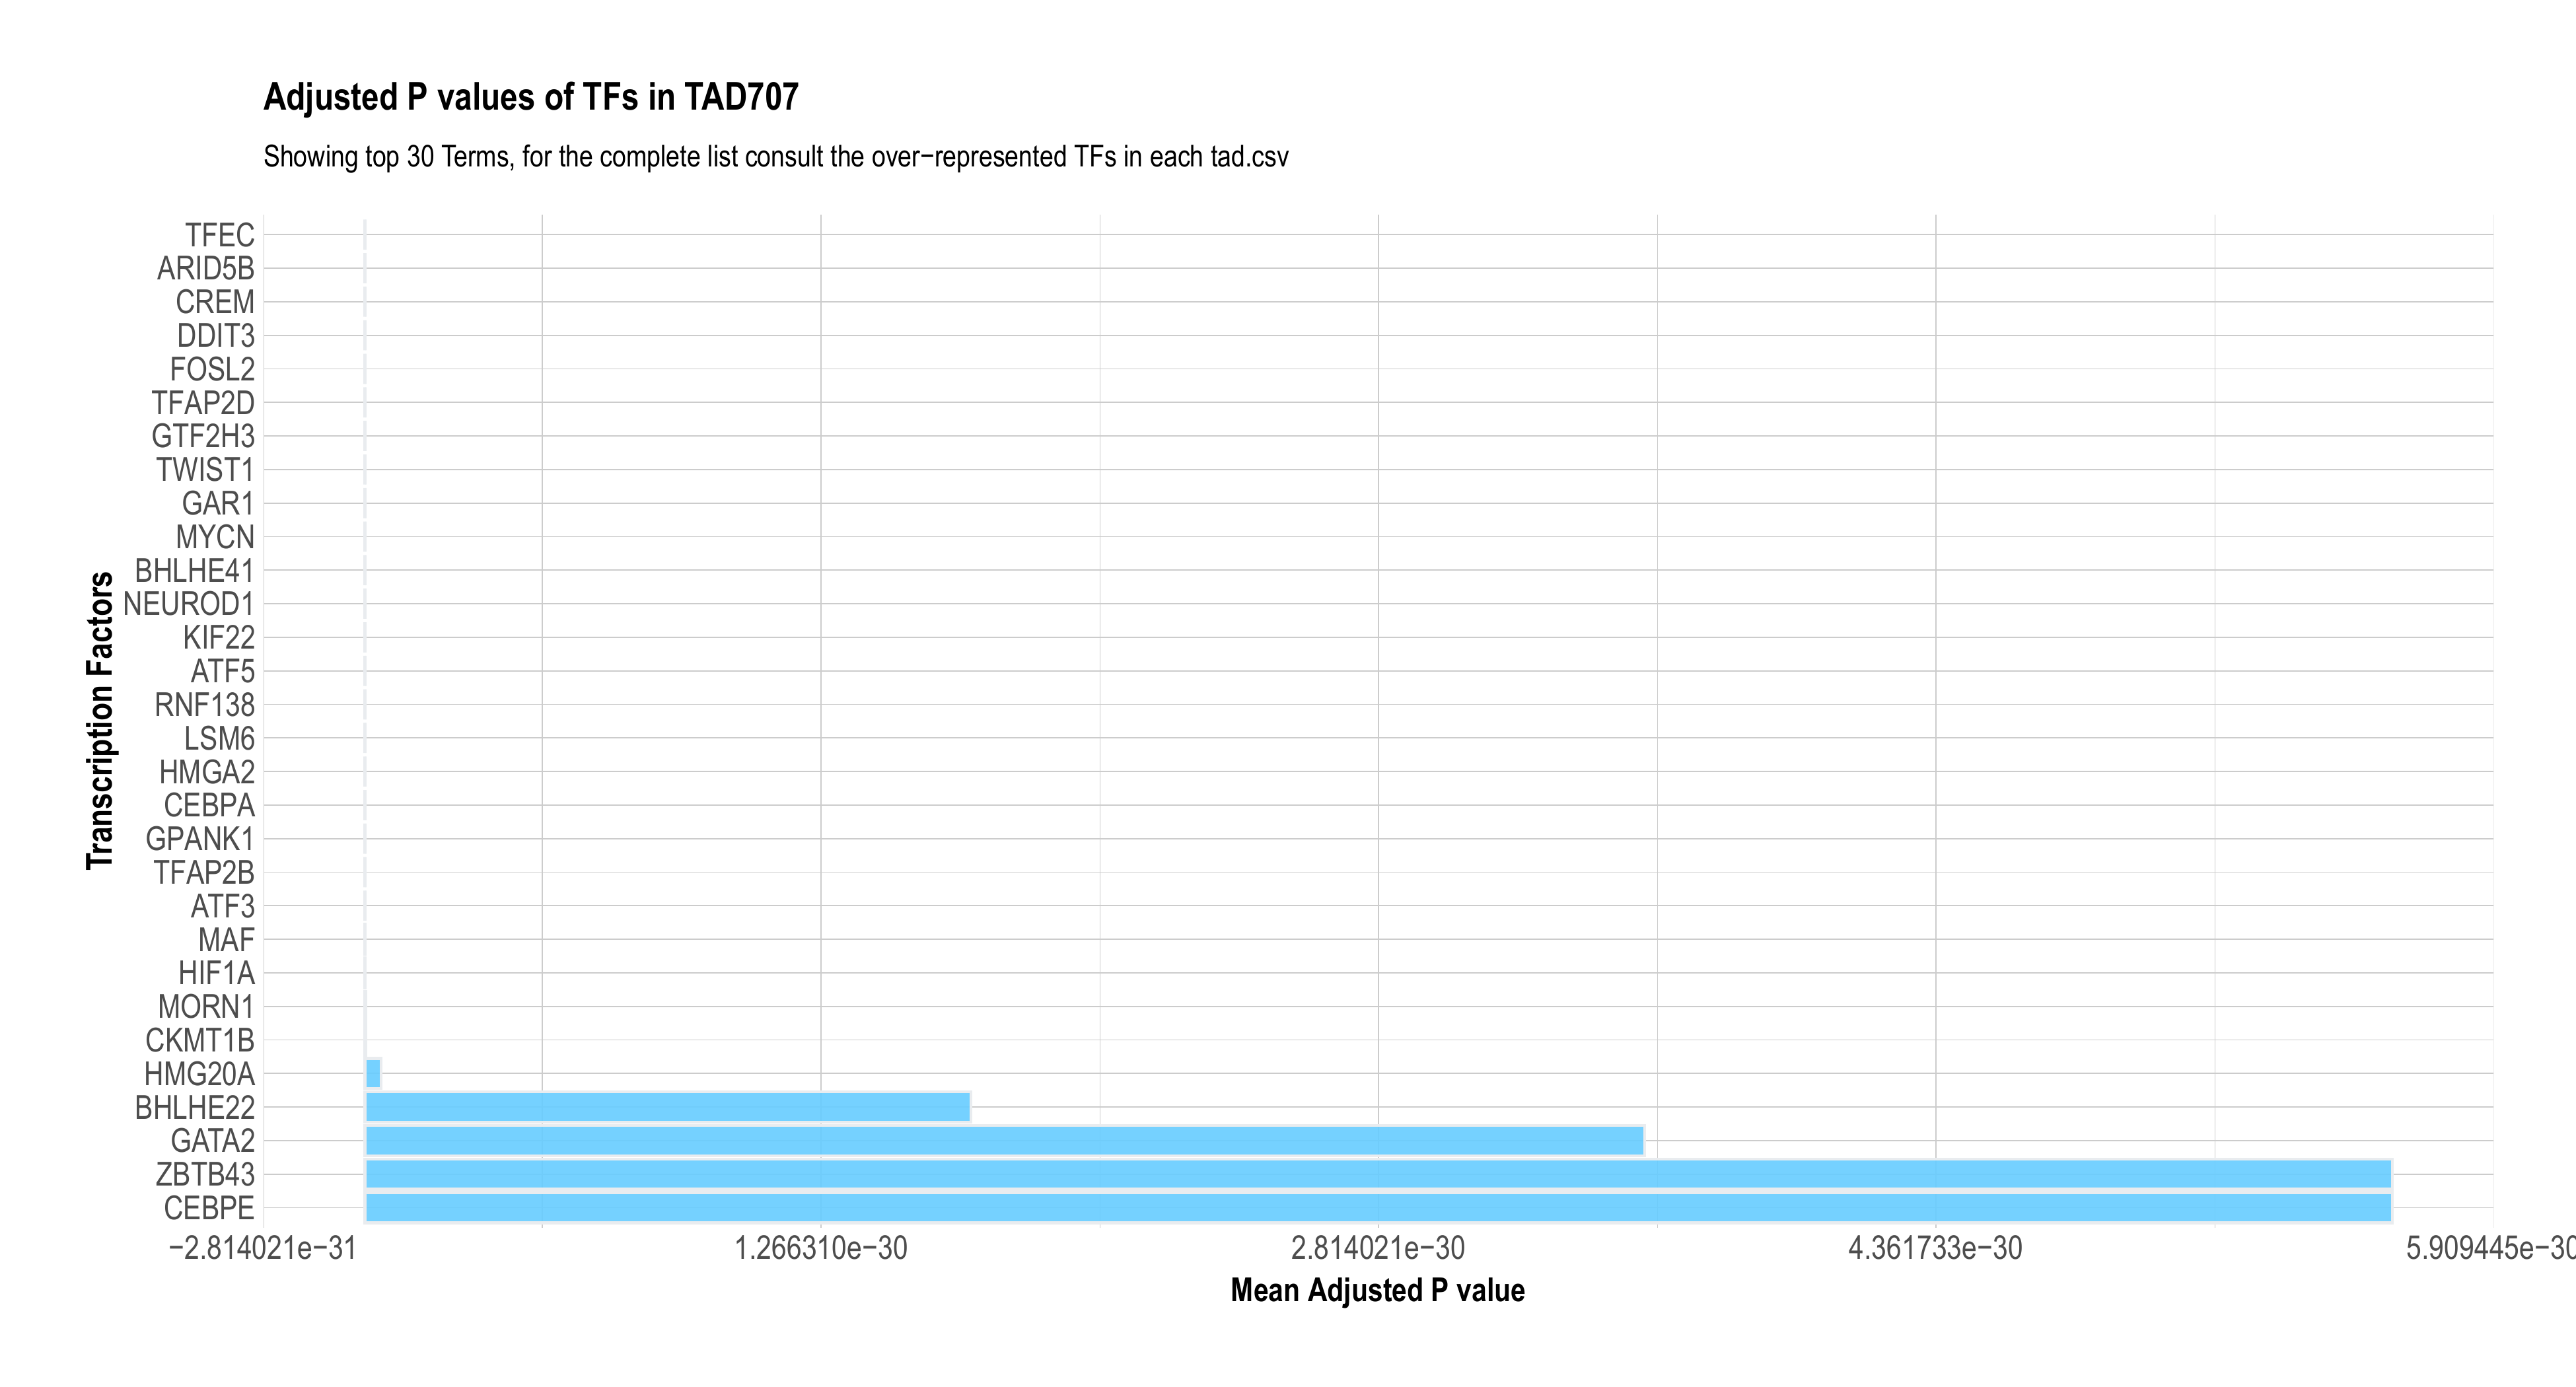 Adjusted P values of TFs in TAD707
Showing top 30 Terms, for the complete list consult the over−represented TFs in each tad.csv
Transcription Factors
TFEC
ARID5B
CREM
DDIT3
FOSL2
TFAP2D
GTF2H3
TWIST1
GAR1
MYCN
BHLHE41
NEUROD1
KIF22
ATF5
RNF138
LSM6
HMGA2
CEBPA
GPANK1
TFAP2B
ATF3
MAF
HIF1A
MORN1
CKMT1B
HMG20A
BHLHE22
GATA2
ZBTB43
CEBPE
−2.814021e−31 1.266310e−30 2.814021e−30 4.361733e−30 5.909445e−30
Mean Adjusted P value